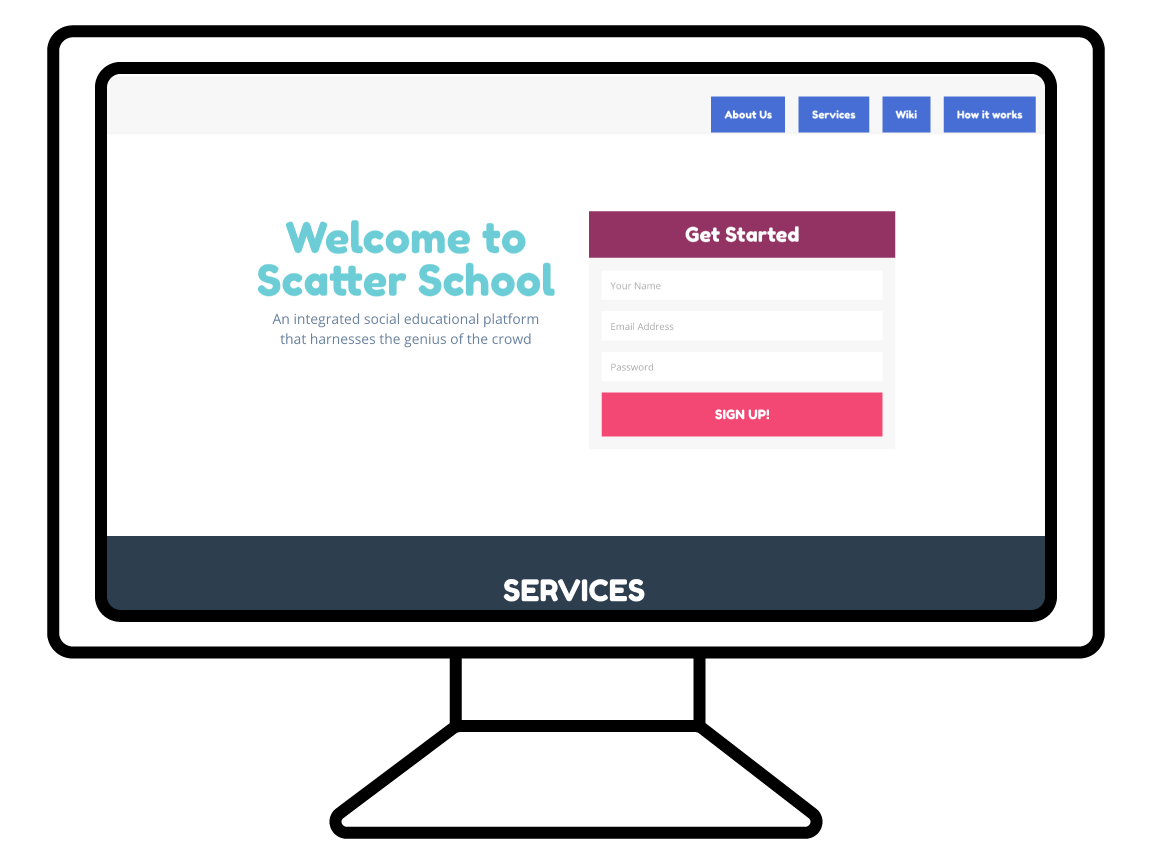 About Us
Services
Wiki
How it works
Welcome to
Scatter School
An integrated social educational platform
that harnesses the genius of the crowd
Get Started
Your Name
Email Address
Password
SIGN UP!
SERVICES